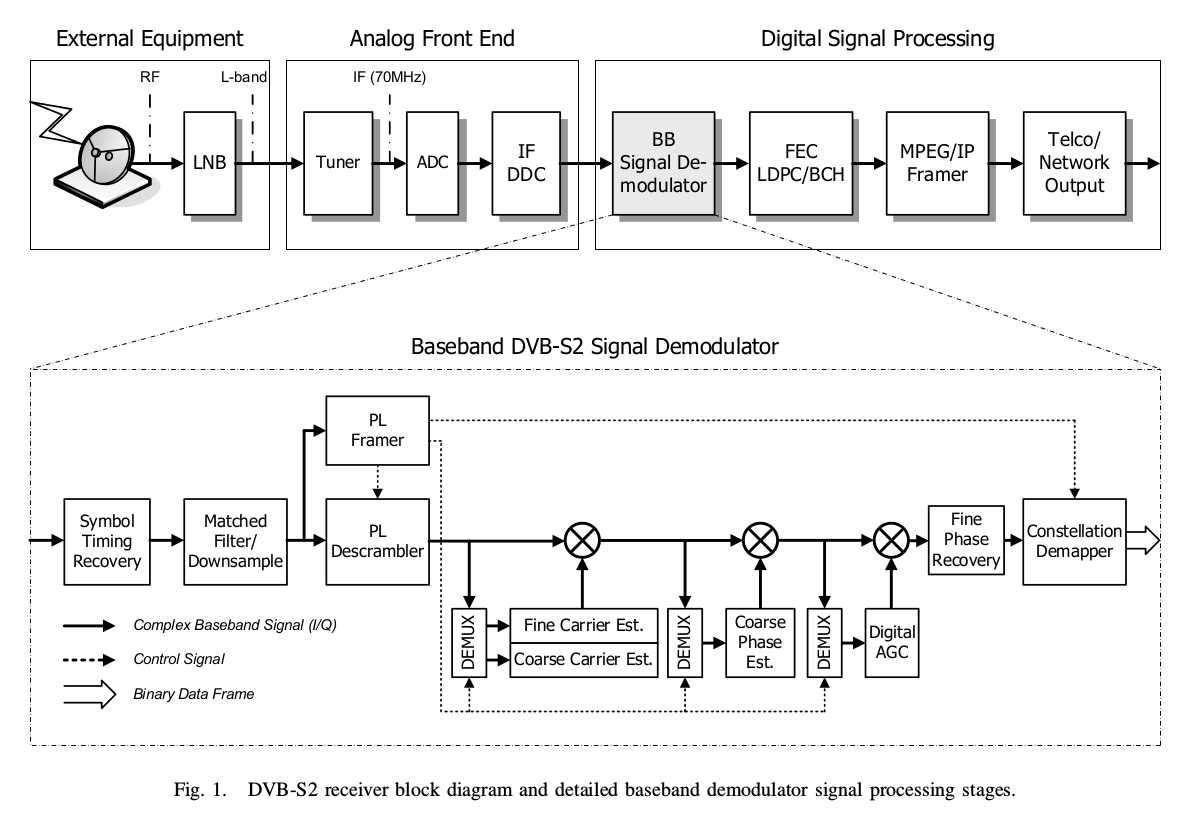 External Equipment
Analog Front End
Digital Signal Processing
RF
L-band
IF (70MHz)
LNB
Tuner
ADC
IF
DDC
BB
Signal De-
modulator
FEC
LDPC/BCH
MPEG/IP
Framer
Telco/
Network
Output
Baseband DVB-S2 Signal Demodulator
PL
Framer
Symbol
Timing
Recovery
Matched
Filter/
Downsample
PL
Descrambler
Fine
Phase
Recovery
Constellation
Demapper
DEMUX
Fine Carrier Est.
Coarse Carrier Est.
DEMUX
Coarse
Phase
Est.
DEMUX
Digital
AGC
Complex Baseband Signal (I/Q)
Control Signal
Binary Data Frame
Fig. 1. DVB-S2 receiver block diagram and detailed baseband demodulator signal processing stages.